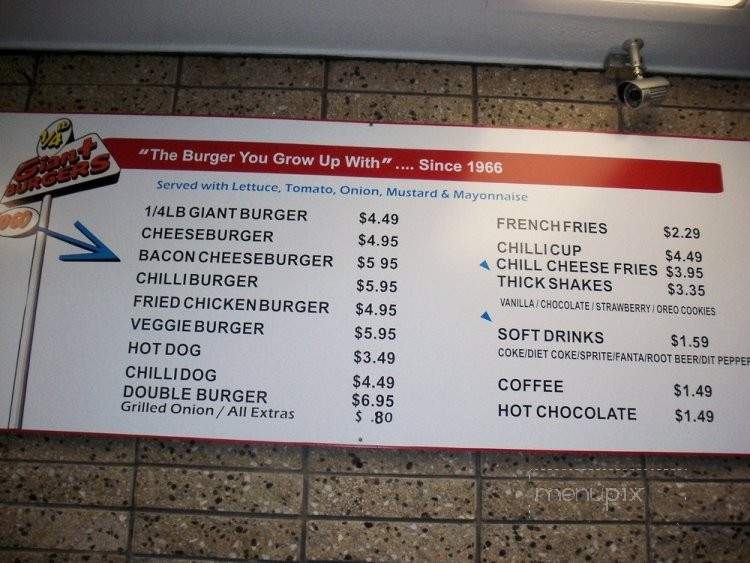 1/4 LB
Giant
BURGERS
"The Burger You Grow Up With" .... Since 1966
Served with Lettuce, Tomato, Onion, Mustard & Mayonnaise
1/4LB GIANT BURGER $4.49
CHEESEBURGER $4.95
BACON CHEESEBURGER $5 95
CHILLIBURGER $5.95
FRIED CHICKEN BURGER $4.95
VEGGIE BURGER $5.95
HOT DOG $3.49
CHILLI DOG $4.49
DOUBLE BURGER $6.95
Grilled Onion / All Extras $ .80
FRENCH FRIES $2.29
CHILLI CUP $4.49
CHILL CHEESE FRIES $3.95
THICK SHAKES $3.35
VANILLA / CHOCOLATE / STRAWBERRY / OREO COOKIES
SOFT DRINKS $1.59
COKE/DIET COKE/SPRITE/FANTA/ROOT BEER/DIT PEPPER
COFFEE $1.49
HOT CHOCOLATE $1.49
menupix